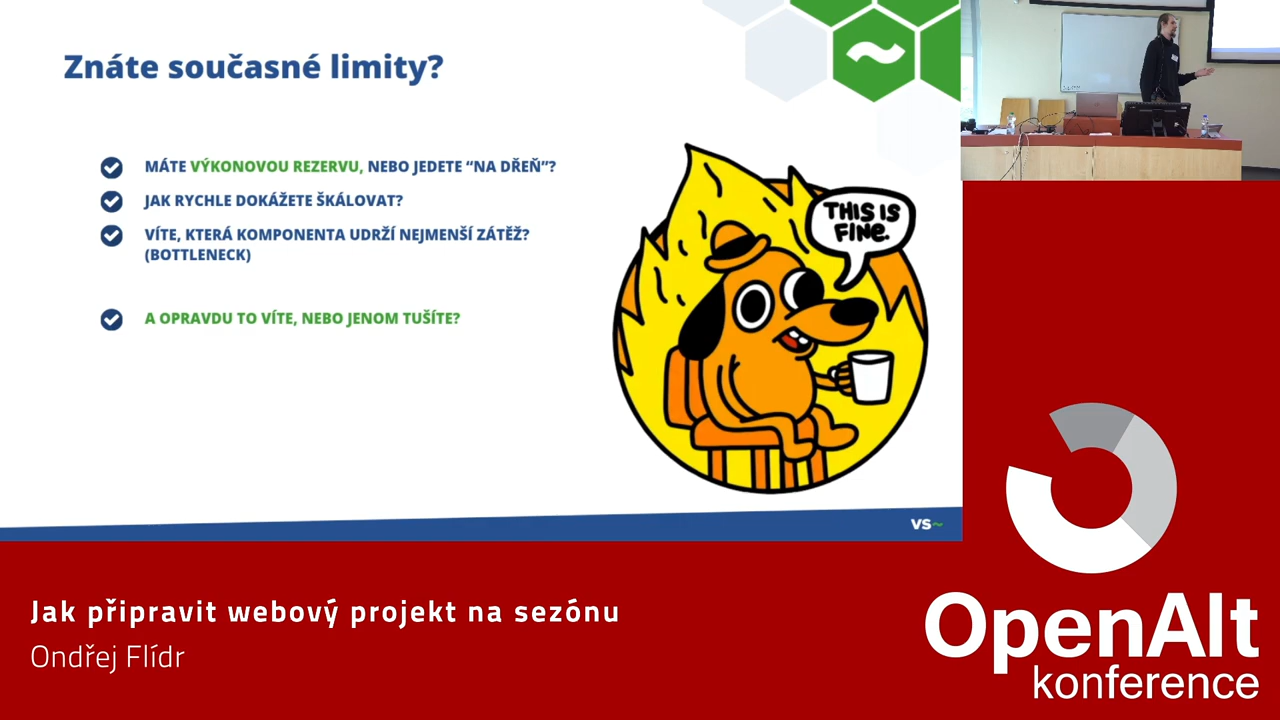 Znáte současné limity?
MÁTE VÝKONOVOU REZERVU, NEBO JEDETE “NA DŘEŇ”?
JAK RYCHLE DOKÁŽETE ŠKÁLOVAT?
VÍTE, KTERÁ KOMPONENTA UDRŽÍ NEJMENŠÍ ZÁTĚŽ?
(BOTTLENECK)
A OPRAVDU TO VÍTE, NEBO JENOM TUŠÍTE?
THIS IS
FINE.
VS~
Jak připravit webový projekt na sezónu
Ondřej Flídr
OpenAlt
konference